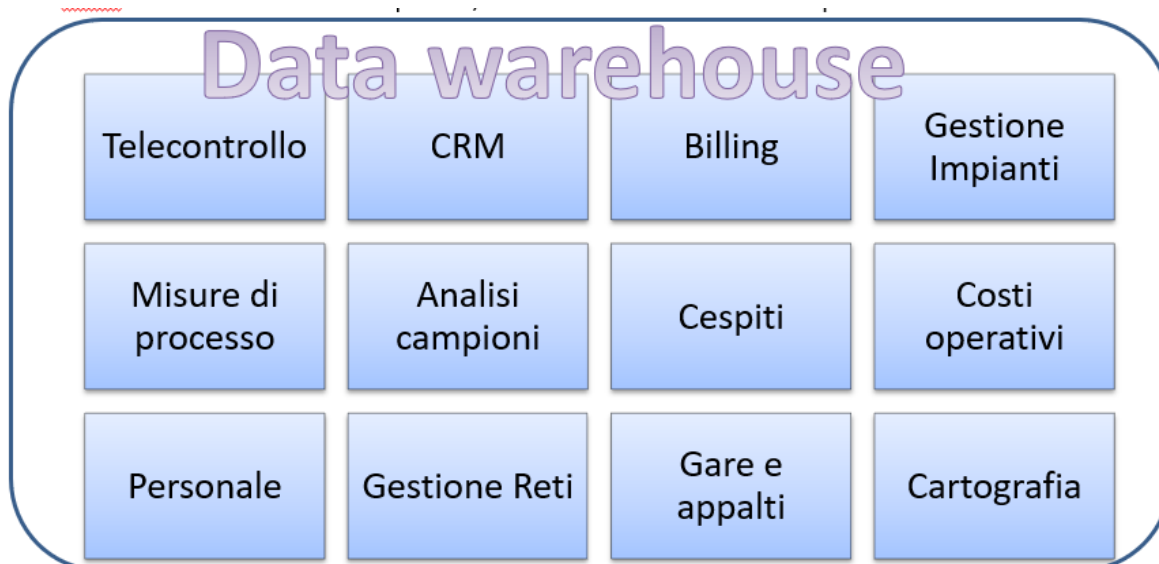 Data warehouse
Telecontrollo
CRM
Billing
Gestione
Impianti
Misure di
processo
Analisi
campioni
Cespiti
Costi
operativi
Personale
Gestione Reti
Gare e
appalti
Cartografia